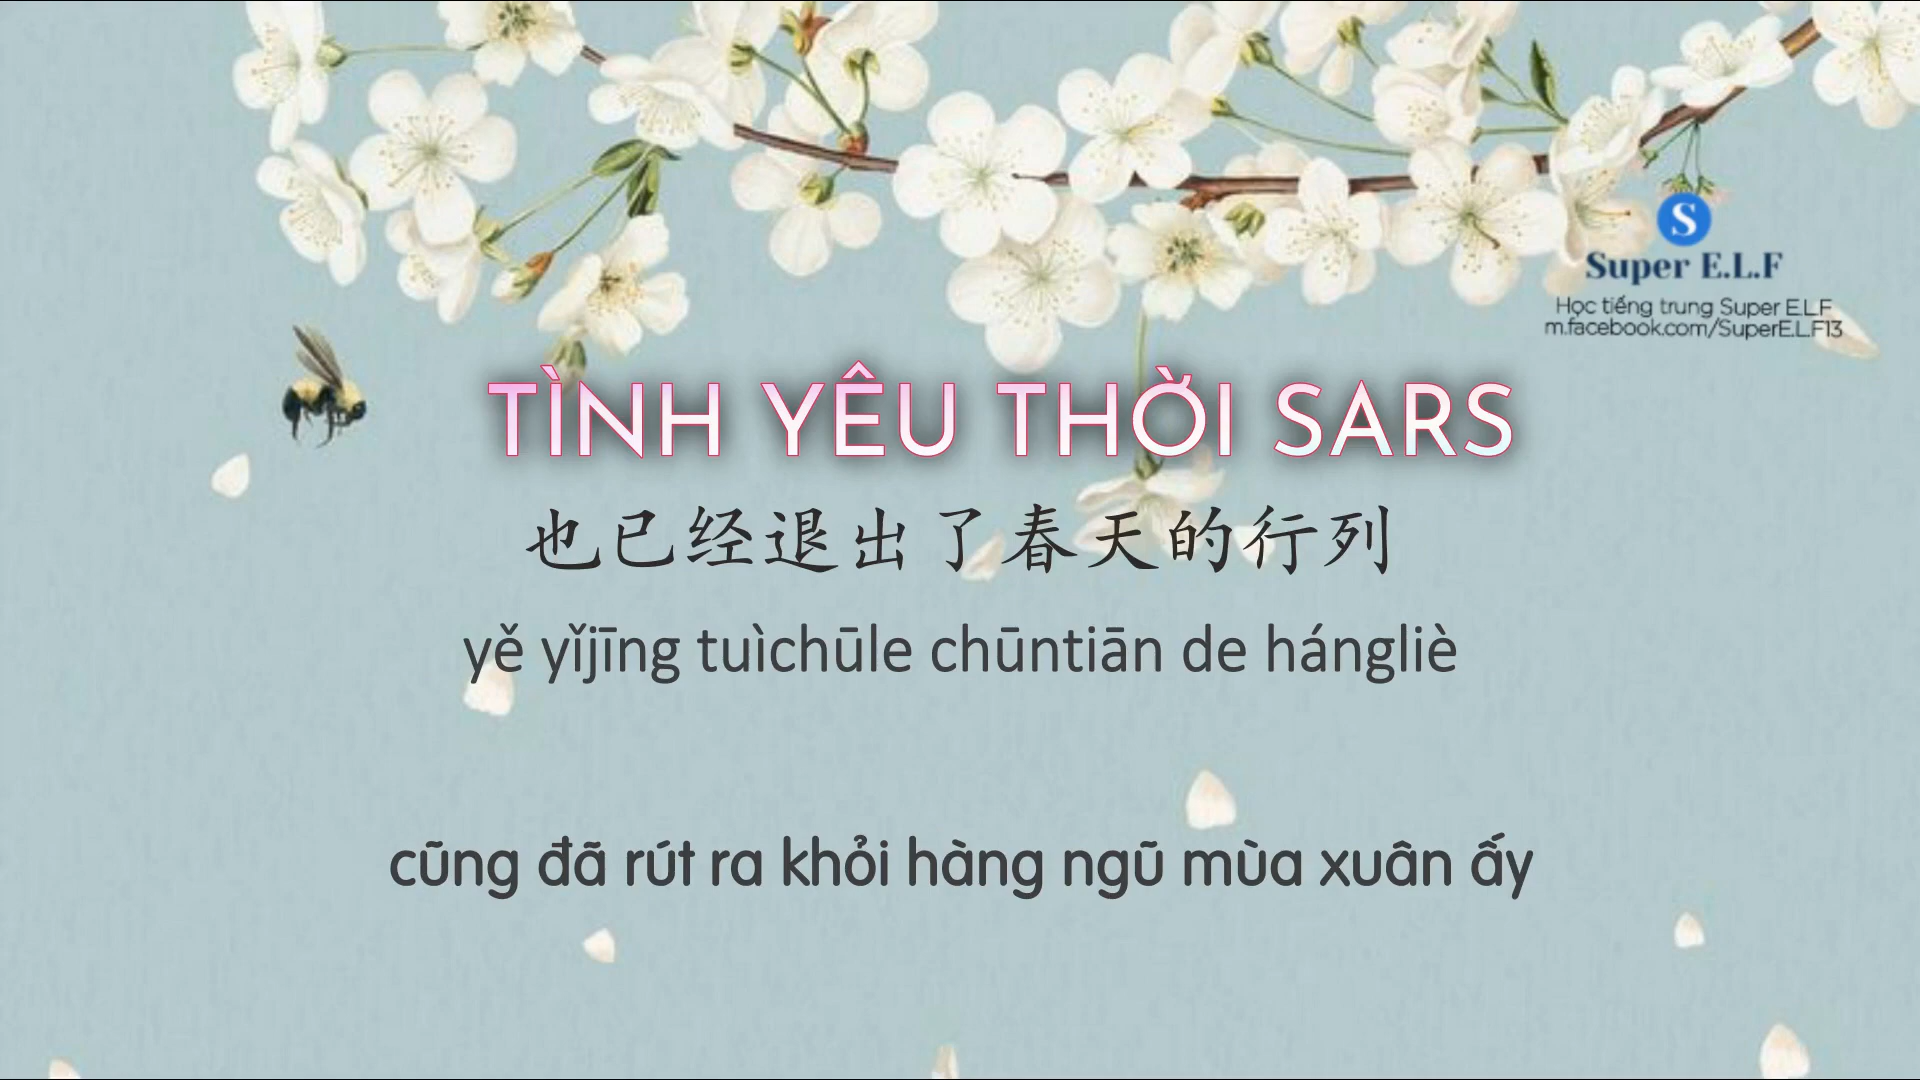 S
Super E.L.F
Học tiếng trung Super E.L.F
m.facebook.com/SuperE.L.F13
TÌNH YÊU THỜI SARS
也已经退出了春天的行列
yě yǐjīng tuìchūle chūntiān de hángliè
cũng đã rút ra khỏi hàng ngũ mùa xuân ấy